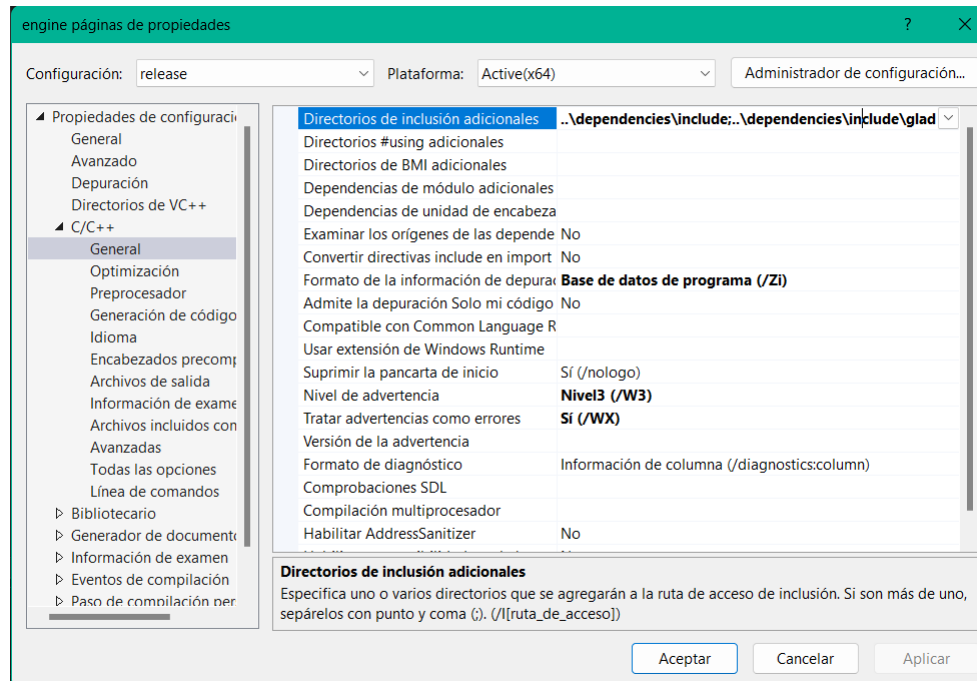 engine páginas de propiedades ? ×
Configuración: release Plataforma: Active(x64) Administrador de configuración...
Propiedades de configuraci
General
Avanzado
Depuración
Directorios de VC++
C/C++
General
Optimización
Preprocesador
Generación de código
Idioma
Encabezados precomp
Archivos de salida
Información de exame
Archivos incluidos con
Avanzadas
Todas las opciones
Línea de comandos
Bibliotecario
Generador de document
Información de examen
Eventos de compilación
Paso de compilación per
Directorios de inclusión adicionales ..\dependencies\include;..\dependencies\include\glad
Directorios #using adicionales
Directorios de BMI adicionales
Dependencias de módulo adicionales
Dependencias de unidad de encabeza
Examinar los orígenes de las depende No
Convertir directivas include en import No
Formato de la información de depura Base de datos de programa (/Zi)
Admite la depuración Solo mi código No
Compatible con Common Language R
Usar extensión de Windows Runtime
Suprimir la pancarta de inicio Sí (/nologo)
Nivel de advertencia Nivel3 (/W3)
Tratar advertencias como errores Sí (/WX)
Versión de la advertencia
Formato de diagnóstico Información de columna (/diagnostics:column)
Comprobaciones SDL
Compilación multiprocesador
Habilitar AddressSanitizer No
Directorios de inclusión adicionales
Especifica uno o varios directorios que se agregarán a la ruta de acceso de inclusión. Si son más de uno,
sepárelos con punto y coma (;). (/I[ruta_de_acceso])
Aceptar Cancelar Aplicar